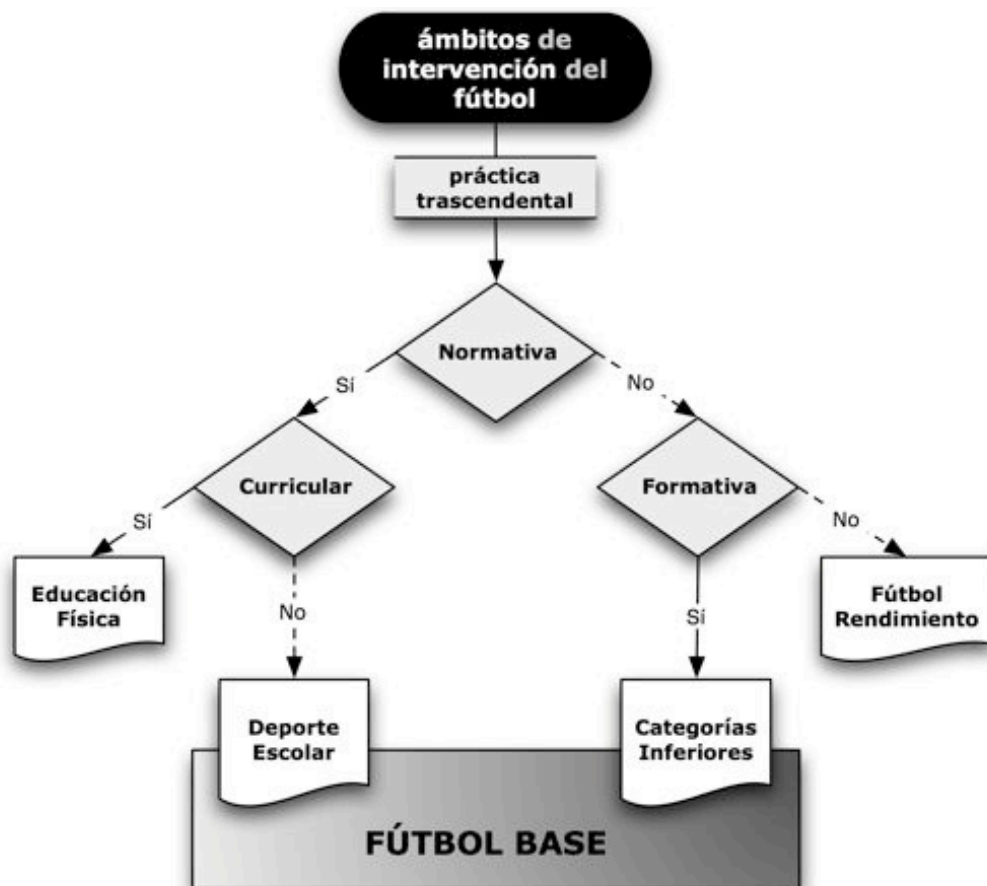 ámbitos de
intervención del
fútbol
práctica
trascendental
Normativa
Sí
No
Curricular
Formativa
Sí
No
Educación
Física
No
Sí
Fútbol
Rendimiento
Deporte
Escolar
Categorías
Inferiores
FÚTBOL BASE